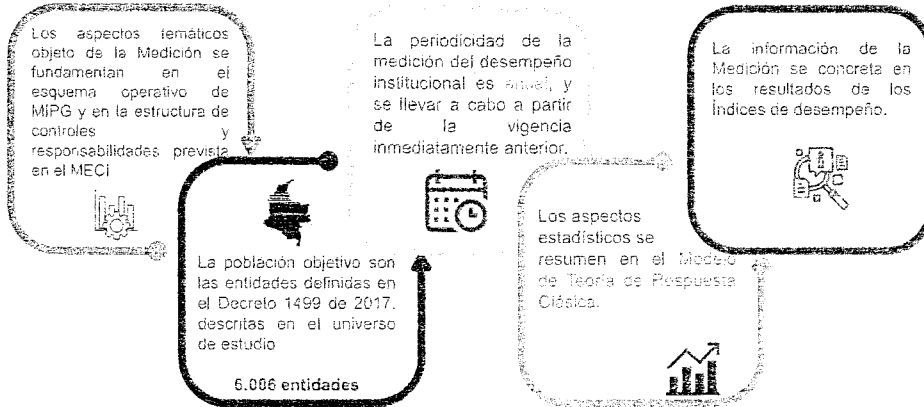 Los aspectos temáticos
objeto de la Medición se
fundamentan en el
esquema operativo de
MIPG y en la estructura de
controles y
responsabilidades prevista
en el MECI
La población objetivo son
las entidades definidas en
el Decreto 1499 de 2017,
descritas en el universo
de estudio
6.006 entidades
La periodicidad de la
medición del desempeño
institucional es anual, y
se llevar a cabo a partir
de la vigencia
inmediatamente anterior.
Los aspectos
estadísticos se
resumen en el Modelo
de Teoría de Respuesta
Clásica.
La información de la
Medición se concreta en
los resultados de los
Índices de desempeño.